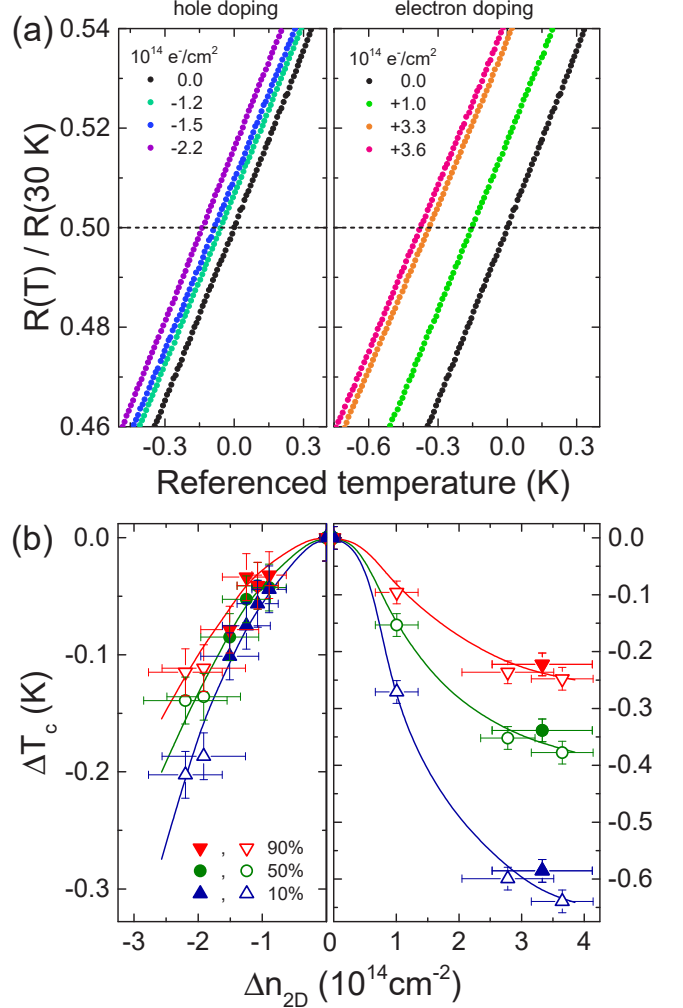 hole doping
electron doping
(a)
10¹⁴ e⁻/cm²
0.0
-1.2
-1.5
-2.2
10¹⁴ e⁻/cm²
0.0
+1.0
+3.3
+3.6
R(T) / R(30 K)
0.54
0.52
0.50
0.48
0.46
-0.3 0.0 0.3
-0.6 -0.3 0.0 0.3
Referenced temperature (K)
(b)
ΔT_c (K)
0.0
-0.1
-0.2
-0.3
0.0
-0.1
-0.2
-0.3
-0.4
-0.5
-0.6
, 90%
, 50%
, 10%
-3 -2 -1 0 1 2 3 4
Δn_2D (10¹⁴cm⁻²)